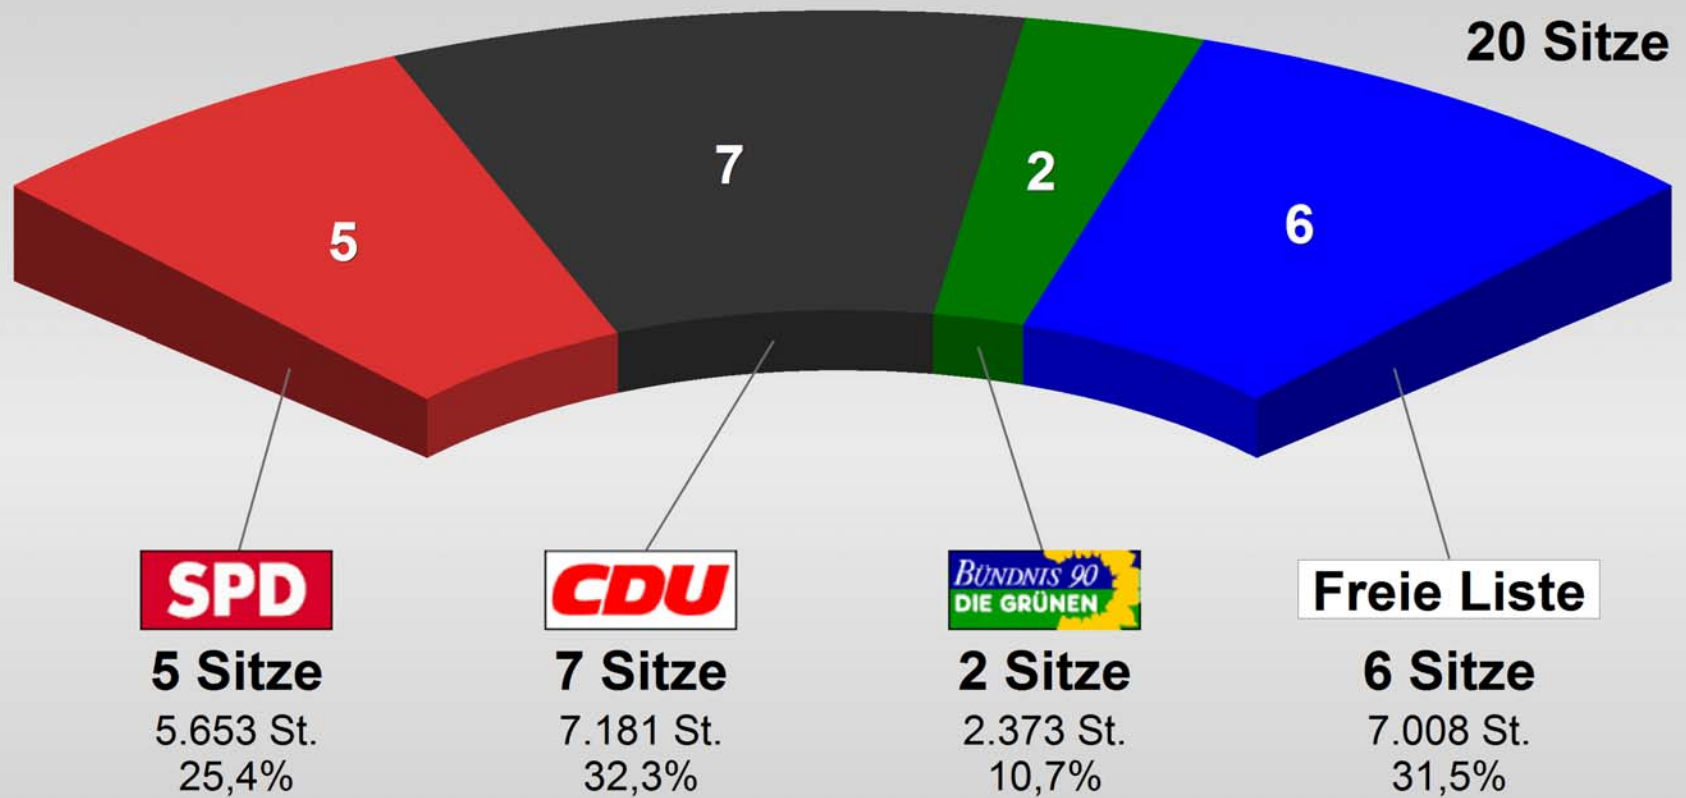 20 Sitze
5
7
2
6
SPD
CDU
BÜNDNIS 90
DIE GRÜNEN
Freie Liste
5 Sitze
7 Sitze
2 Sitze
6 Sitze
5.653 St.
7.181 St.
2.373 St.
7.008 St.
25,4%
32,3%
10,7%
31,5%